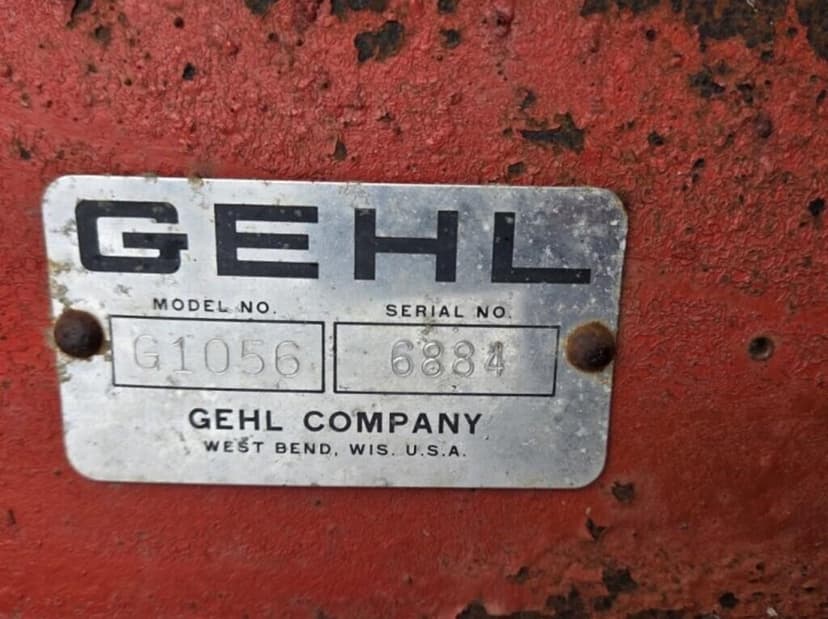 GEHL
MODEL NO. SERIAL NO.
G1056 6884
GEHL COMPANY
WEST BEND, WIS. U.S.A.